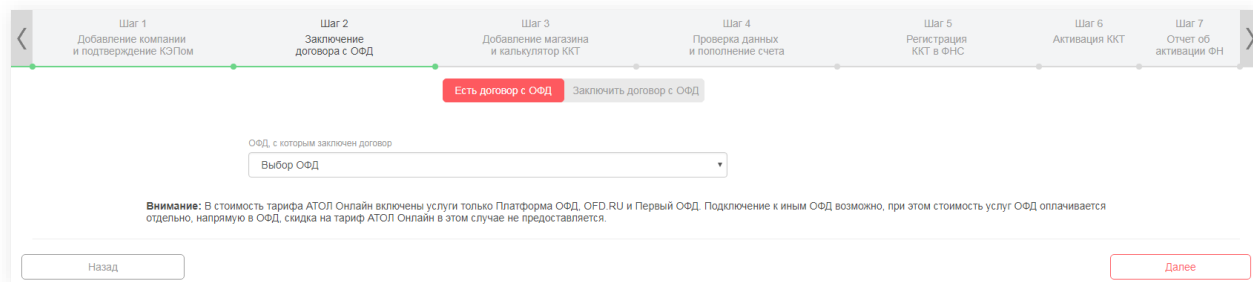 Шаг 1
Добавление компании
и подтверждение КЭПом
Шаг 2
Заключение
договора с ОФД
Шаг 3
Добавление магазина
и калькулятор ККТ
Шаг 4
Проверка данных
и пополнение счета
Шаг 5
Регистрация
ККТ в ФНС
Шаг 6
Активация ККТ
Шаг 7
Отчет об
активации ФН
Есть договор с ОФД
Заключить договор с ОФД
ОФД, с которым заключен договор
Выбор ОФД
Внимание: В стоимость тарифа АТОЛ Онлайн включены услуги только Платформа ОФД, OFD.RU и Первый ОФД. Подключение к иным ОФД возможно, при этом стоимость услуг ОФД оплачивается
отдельно, напрямую в ОФД, скидка на тариф АТОЛ Онлайн в этом случае не предоставляется.
Назад
Далее